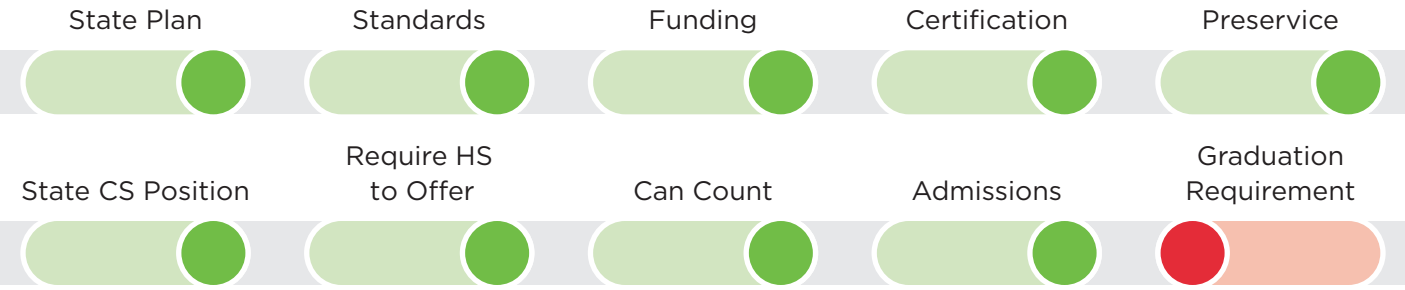 State Plan
Standards
Funding
Certification
Preservice
State CS Position
Require HS
to Offer
Can Count
Admissions
Graduation
Requirement